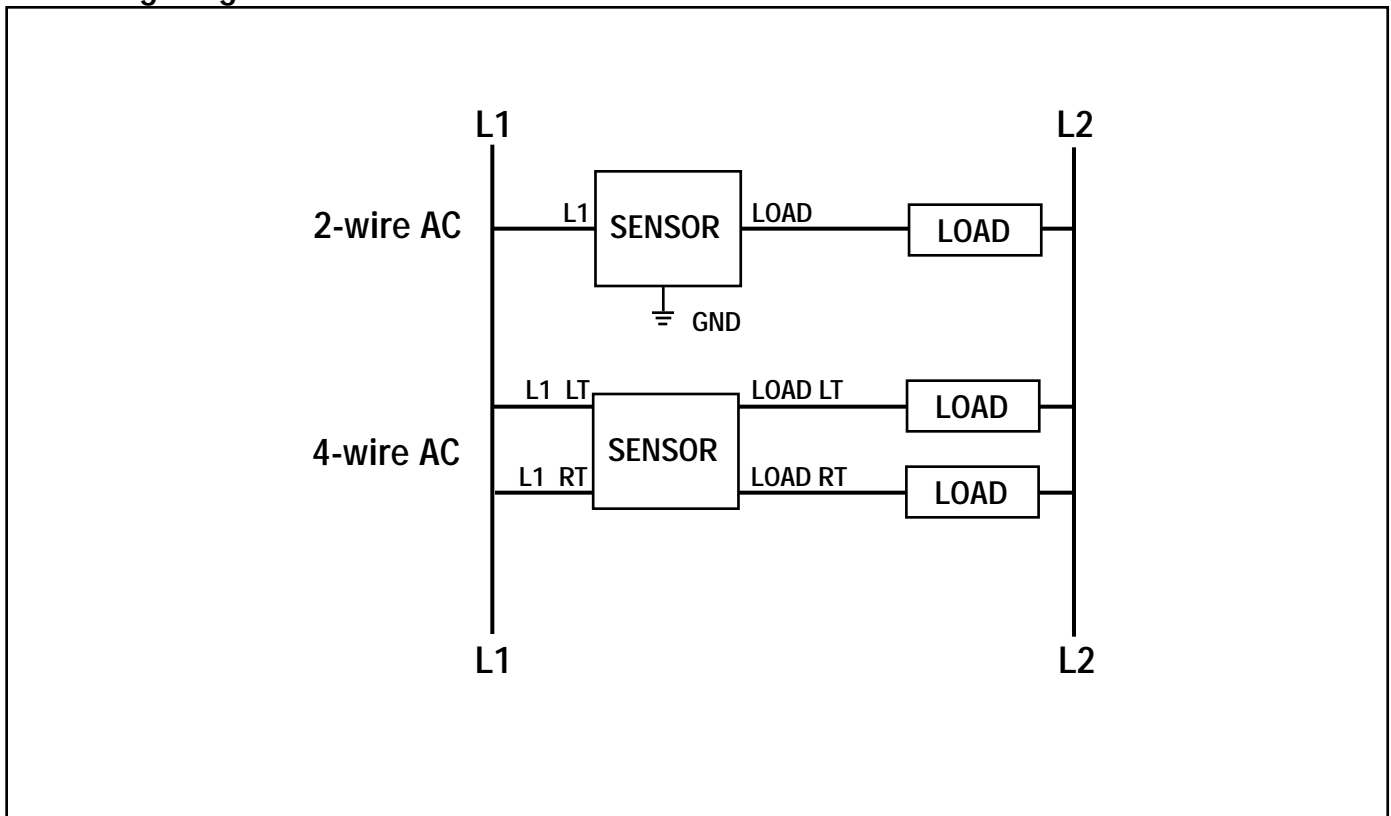 L1 L2
2-wire AC L1 SENSOR LOAD LOAD
GND
L1 LT LOAD LT LOAD
4-wire AC SENSOR
L1 RT LOAD RT LOAD
L1 L2